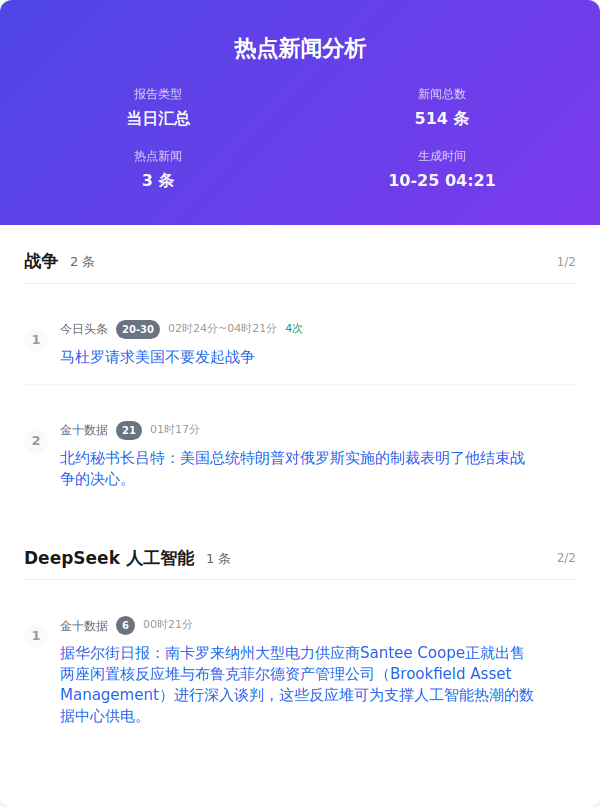 热点新闻分析
报告类型
当日汇总
新闻总数
514 条
热点新闻
3 条
生成时间
10-25 04:21
战争 2 条 1/2
1
今日头条 20-30 02时24分~04时21分 4次
马杜罗请求美国不要发起战争
2
金十数据 21 01时17分
北约秘书长吕特：美国总统特朗普对俄罗斯实施的制裁表明了他结束战
争的决心。
DeepSeek 人工智能 1 条 2/2
1
金十数据 6 00时21分
据华尔街日报：南卡罗来纳州大型电力供应商Santee Coope正就出售
两座闲置核反应堆与布鲁克菲尔德资产管理公司（Brookfield Asset
Management）进行深入谈判，这些反应堆可为支撑人工智能热潮的数
据中心供电。